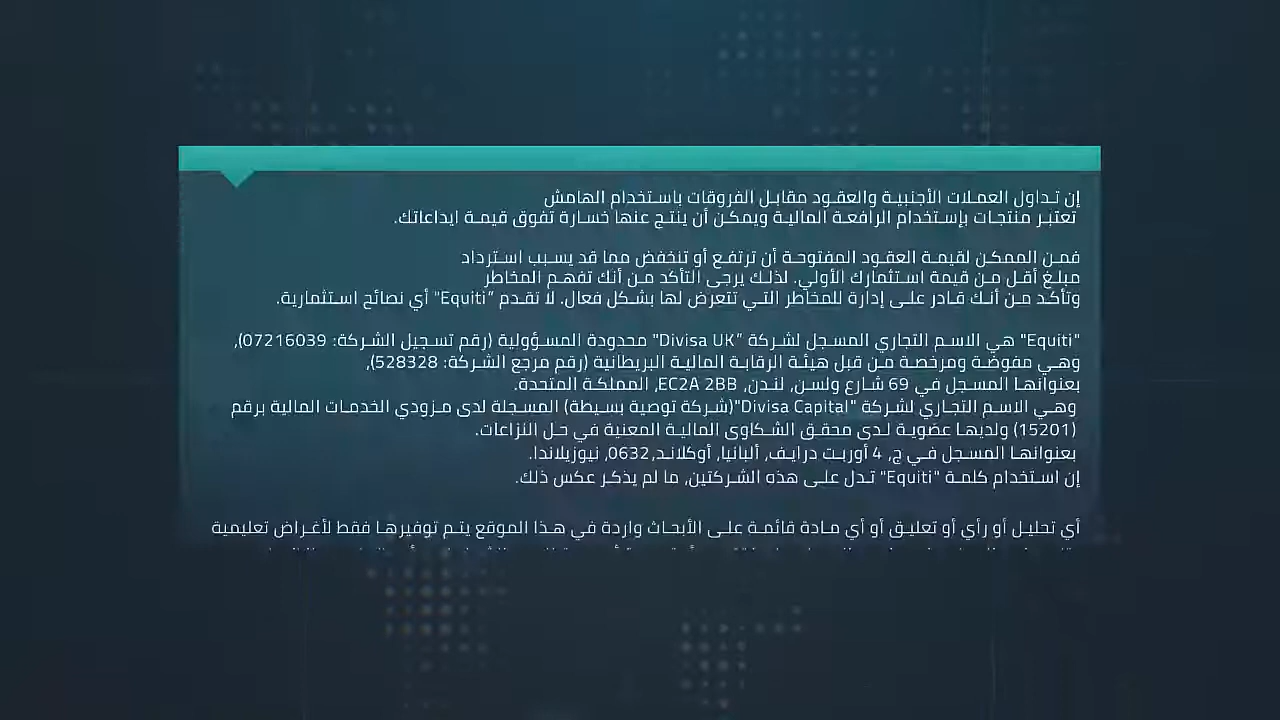 إن تداول العملات الأجنبية والعقود مقابل الفروقات باستخدام الهامش
تعتبر منتجات بإستخدام الرافعة المالية ويمكن أن ينتج عنها خسارة تفوق قيمة ايداعاتك.
فمن الممكن لقيمة العقود المفتوحة أن ترتفع أو تنخفض مما قد يسبب استرداد
مبلغ أقل من قيمة استثمارك الأولي. لذلك يرجى التأكد من أنك تفهم المخاطر
وتأكد من أنك قادر على إدارة للمخاطر التي تتعرض لها بشكل فعال. لا تقدم "Equiti" أي نصائح استثمارية.
"Equiti" هي الاسم التجاري المسجل لشركة "Divisa UK" محدودة المسؤولية (رقم تسجيل الشركة: 07216039)،
وهي مفوضة ومرخصة من قبل هيئة الرقابة المالية البريطانية (رقم مرجع الشركة: 528328)،
بعنوانها المسجل في 69 شارع ولسن، لندن، EC2A 2BB، المملكة المتحدة.
وهي الاسم التجاري لشركة "Divisa Capital"(شركة توصية بسيطة) المسجلة لدى مزودي الخدمات المالية برقم
(15201) ولديها عضوية لدى محقق الشكاوى المالية المعنية في حل النزاعات.
بعنوانها المسجل في ج، 4 أوربت درايف، ألبانيا، أوكلاند،0632، نيوزيلاندا.
إن استخدام كلمة "Equiti" تدل على هذه الشركتين، ما لم يذكر عكس ذلك.
أي تحليل أو رأي أو تعليق أو أي مادة قائمة على الأبحاث واردة في هذا الموقع يتم توفيرها فقط لأغراض تعليمية